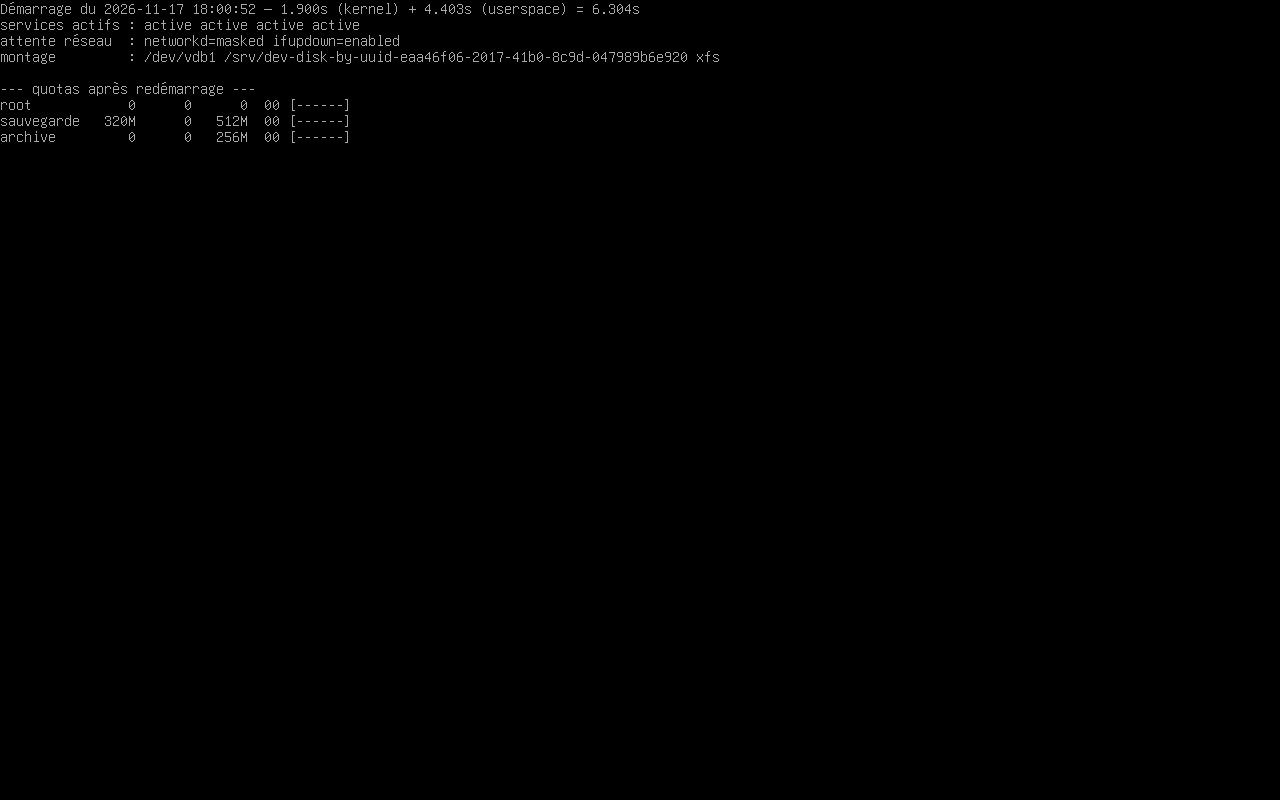 Démarrage du 2026-11-17 18:00:52 — 1.900s (kernel) + 4.403s (userspace) = 6.304s
services actifs : active active active active
attente réseau  : networkd=masked ifupdown=enabled
montage         : /dev/vdb1 /srv/dev-disk-by-uuid-eaa46f06-2017-41b0-8c9d-047989b6e920 xfs
--- quotas après redémarrage ---
root            0      0      0  00 [------]
sauvegarde   320M      0   512M  00 [------]
archive         0      0   256M  00 [------]